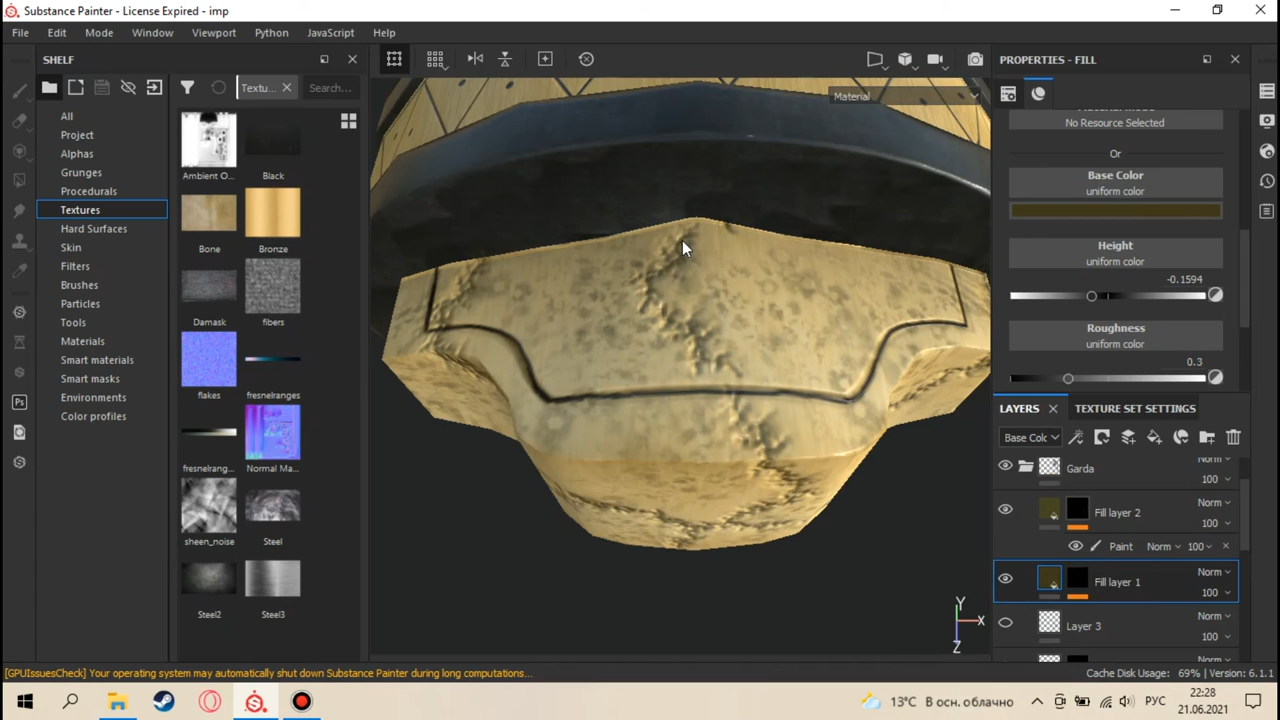 Substance Painter - License Expired - imp
File Edit Mode Window Viewport Python JavaScript Help
SHELF
Textu...
Search...
All
Project
Alphas
Grunges
Procedurals
Textures
Hard Surfaces
Skin
Filters
Brushes
Particles
Tools
Materials
Smart materials
Smart masks
Environments
Color profiles
Ambient O...
Black
Bone
Bronze
Damask
fibers
flakes
fresnelranges
fresnelrang...
Normal Ma...
sheen_noise
Steel
Steel2
Steel3
Material
Y
X
Z
PROPERTIES - FILL
No Resource Selected
Or
Base Color
uniform color
Height
uniform color
-0.1594
Roughness
uniform color
0.3
LAYERS
TEXTURE SET SETTINGS
Base Colc
Garda
Norm
100
Fill layer 2
Norm
100
Paint Norm 100
Fill layer 1
Norm
100
Layer 3
Norm
100
[GPUIssuesCheck] Your operating system may automatically shut down Substance Painter during long computations...
Cache Disk Usage: 69% | Version: 6.1.1
Ps
13°C В осн. облачно
РУС
22:28
21.06.2021